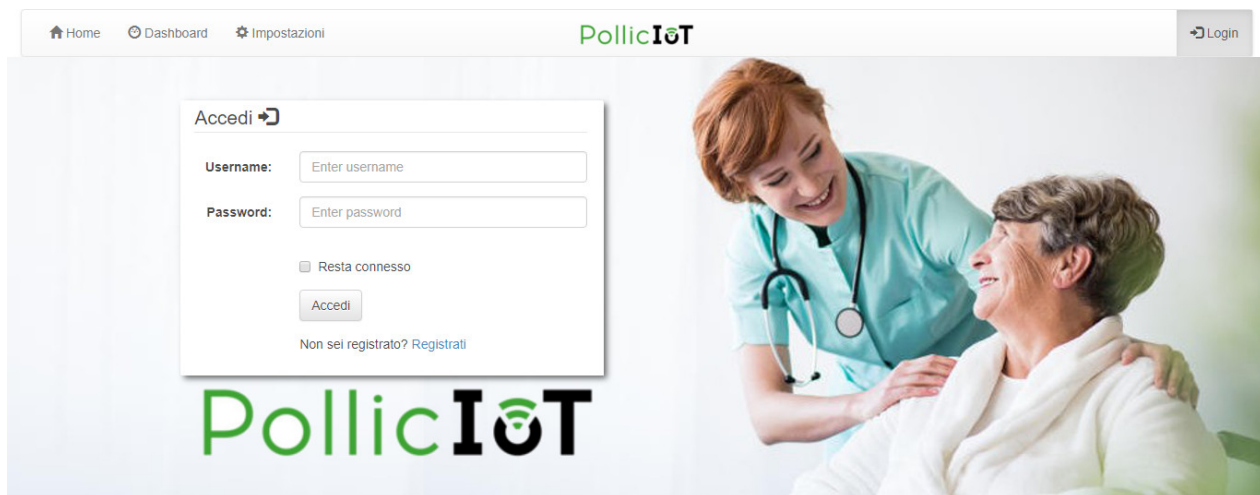 Home Dashboard Impostazioni PollicIoT Login
Accedi
Username: Enter username
Password: Enter password
Resta connesso
Accedi
Non sei registrato? Registrati
PollicIoT